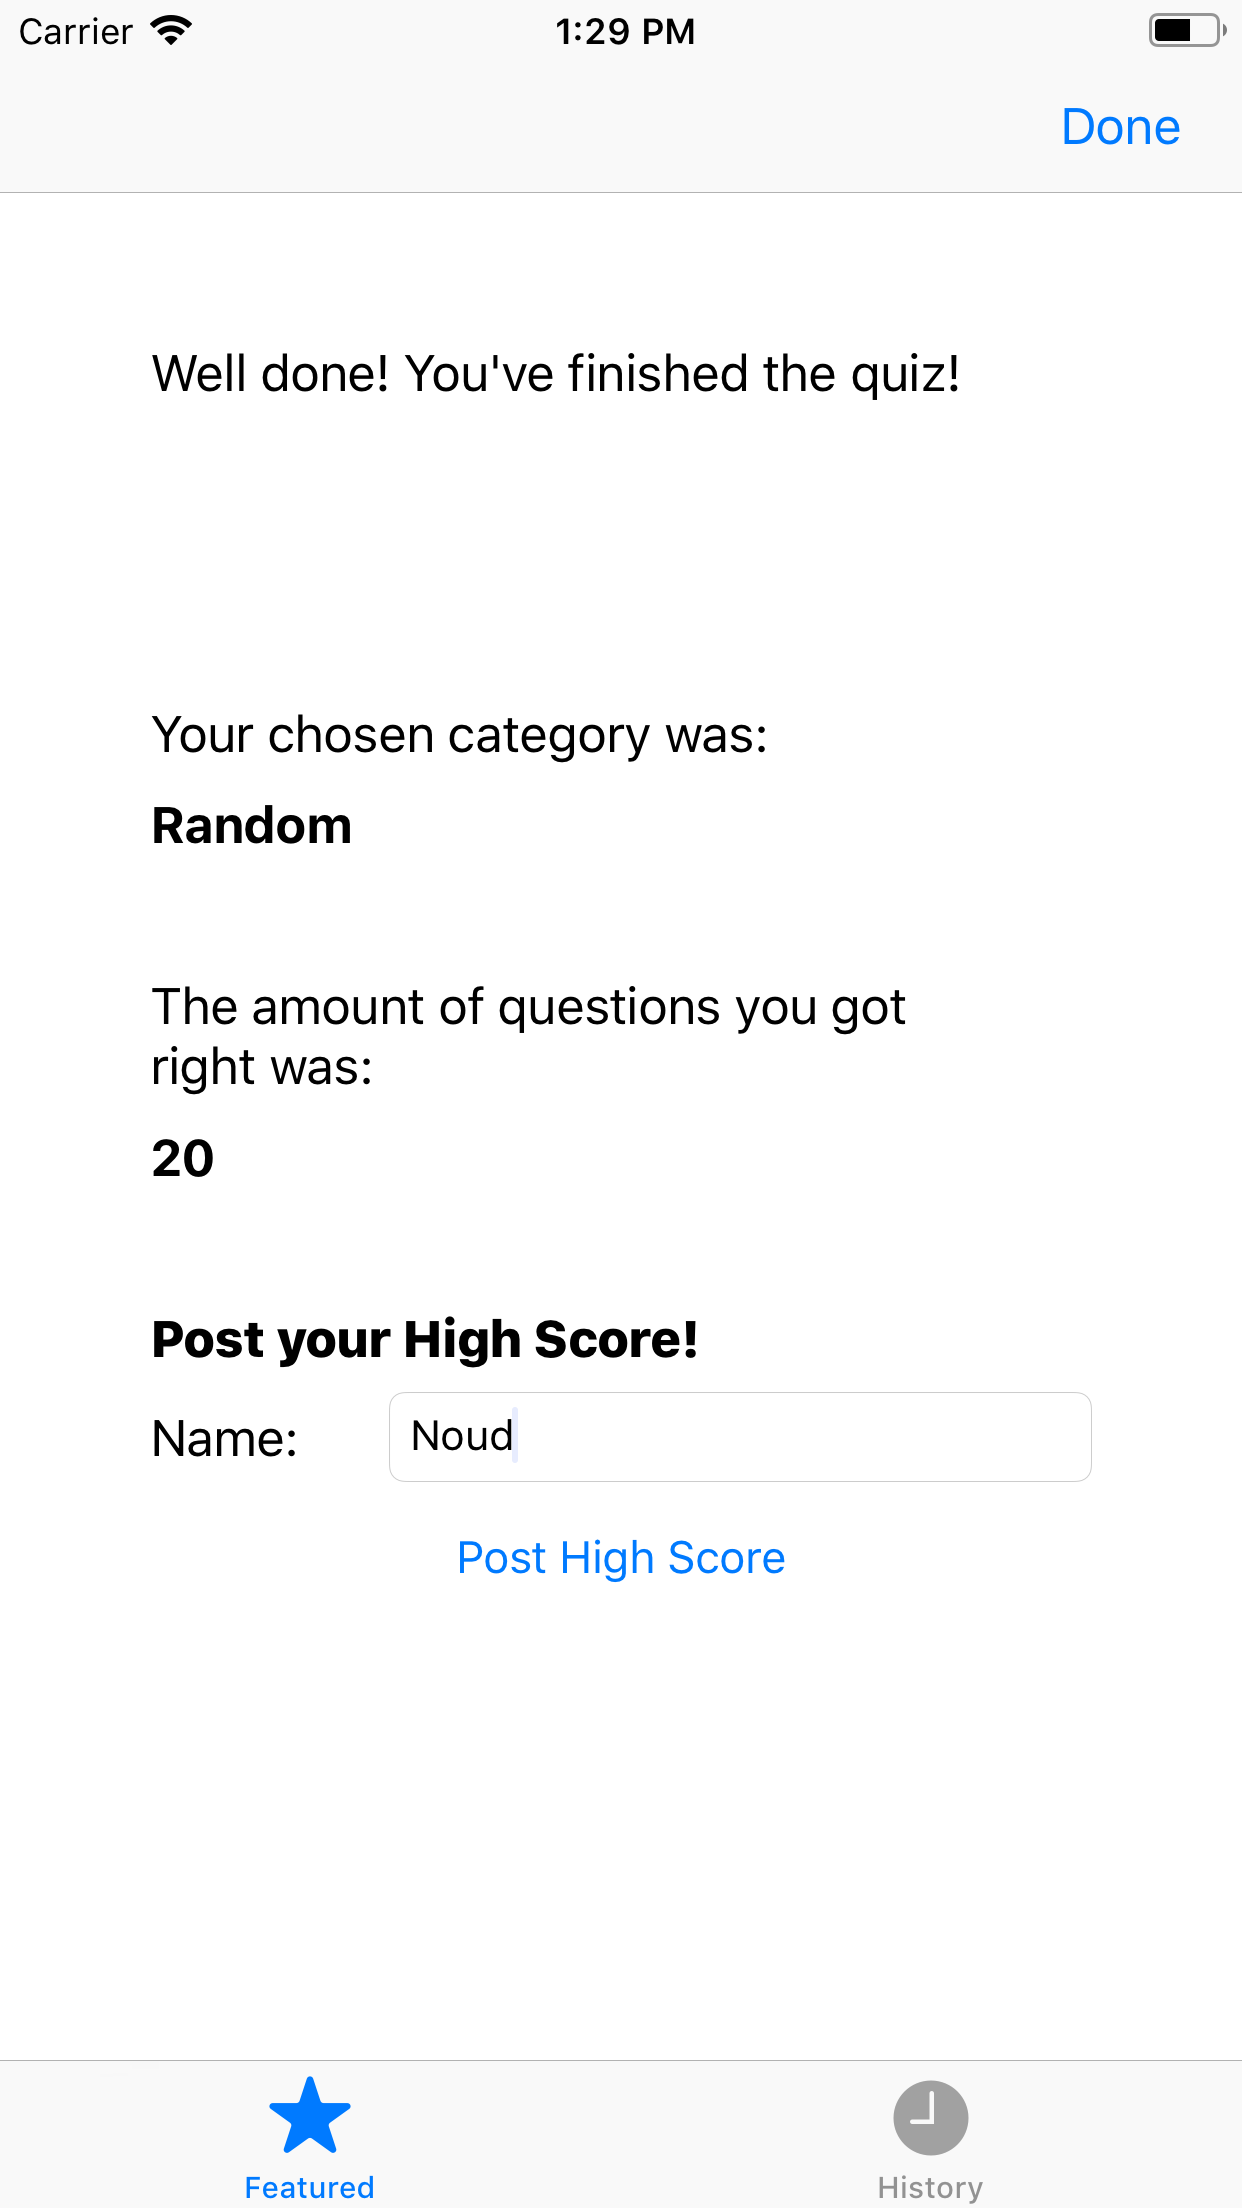 Carrier
1:29 PM
Done
Well done! You've finished the quiz!
Your chosen category was:
Random
The amount of questions you got
right was:
20
Post your High Score!
Name:
Noud
Post High Score
Featured
History